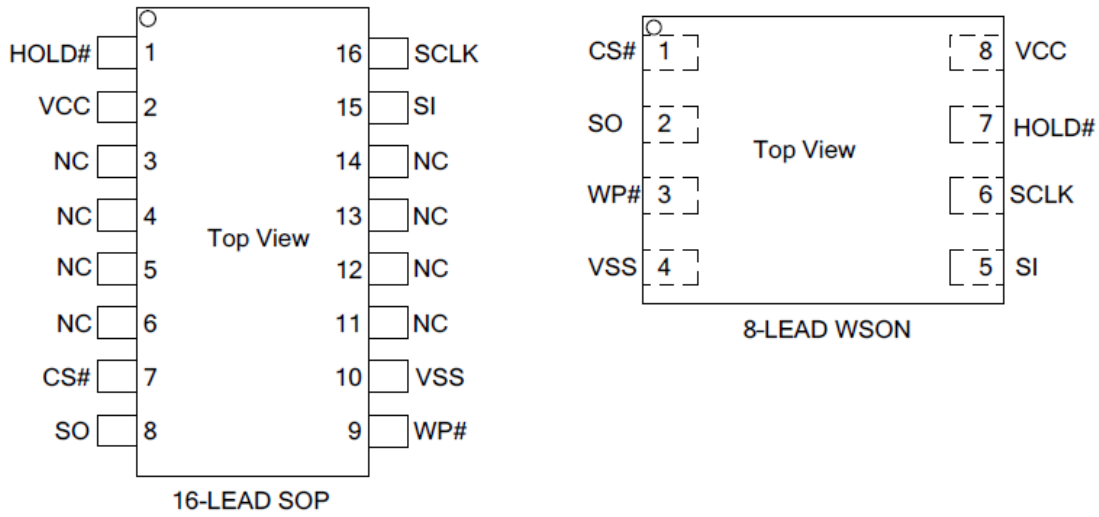 HOLD# 1 16 SCLK
VCC 2 15 SI
NC 3 14 NC
NC 4 13 NC
Top View
NC 5 12 NC
NC 6 11 NC
CS# 7 10 VSS
SO 8 9 WP#
16-LEAD SOP
CS# 1 8 VCC
SO 2 7 HOLD#
Top View
WP# 3 6 SCLK
VSS 4 5 SI
8-LEAD WSON